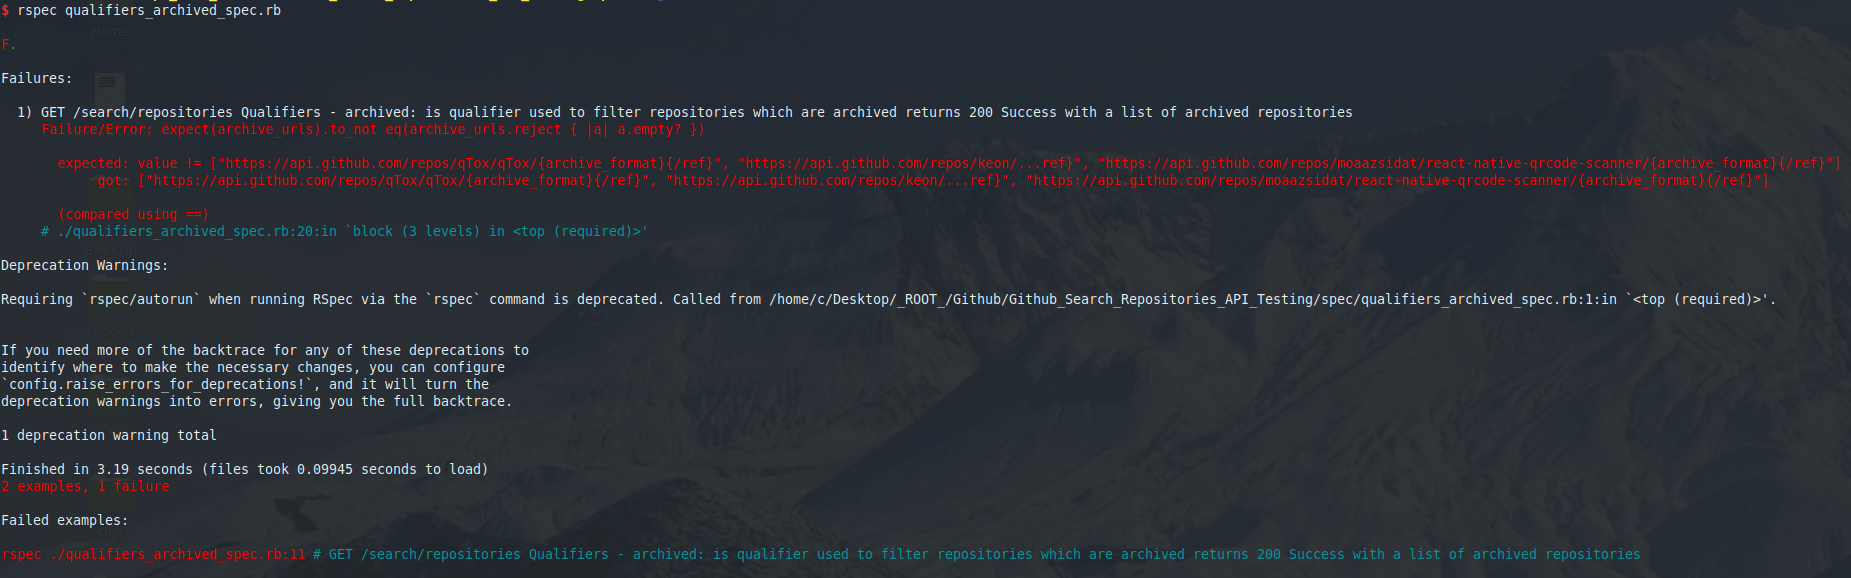 $ rspec qualifiers_archived_spec.rb
Home
F.
Failures:
1) GET /search/repositories Qualifiers - archived: is qualifier used to filter repositories which are archived returns 200 Success with a list of archived repositories
Failure/Error: expect(archive_urls).to_not eq(archive_urls.reject { |a| a.empty? })
expected: value != ["https://api.github.com/repos/qTox/qTox/{archive_format}{/ref}", "https://api.github.com/repos/keon/...ref}", "https://api.github.com/repos/moaazsidat/react-native-qrcode-scanner/{archive_format}{/ref}"]
got: ["https://api.github.com/repos/qTox/qTox/{archive_format}{/ref}", "https://api.github.com/repos/keon/...ref}", "https://api.github.com/repos/moaazsidat/react-native-qrcode-scanner/{archive_format}{/ref}"]
(compared using ==)
# ./qualifiers_archived_spec.rb:20:in `block (3 levels) in <top (required)>'
Deprecation Warnings:
Requiring `rspec/autorun` when running RSpec via the `rspec` command is deprecated. Called from /home/c/Desktop/_ROOT_/Github/Github_Search_Repositories_API_Testing/spec/qualifiers_archived_spec.rb:1:in `<top (required)>'.
If you need more of the backtrace for any of these deprecations to
identify where to make the necessary changes, you can configure
`config.raise_errors_for_deprecations!`, and it will turn the
deprecation warnings into errors, giving you the full backtrace.
1 deprecation warning total
Finished in 3.19 seconds (files took 0.09945 seconds to load)
2 examples, 1 failure
Failed examples:
rspec ./qualifiers_archived_spec.rb:11 # GET /search/repositories Qualifiers - archived: is qualifier used to filter repositories which are archived returns 200 Success with a list of archived repositories